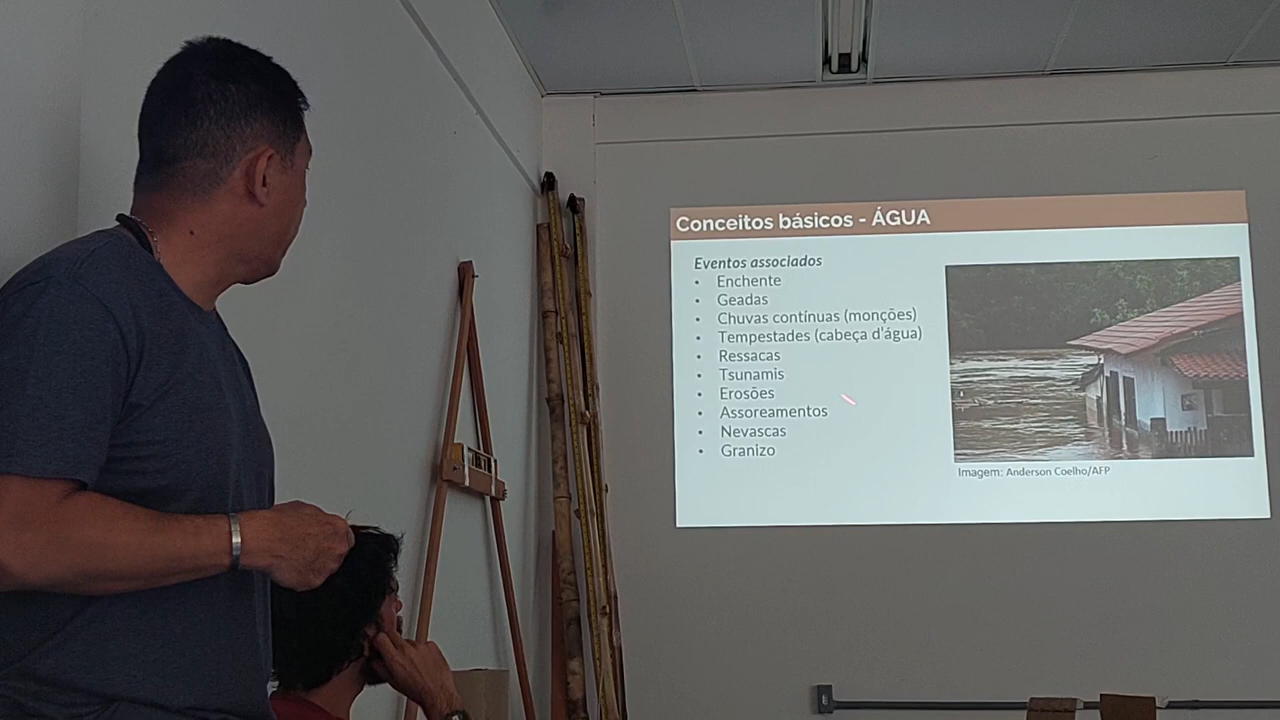 Conceitos básicos - ÁGUA
Eventos associados
• Enchente
• Geadas
• Chuvas contínuas (monções)
• Tempestades (cabeça d'água)
• Ressacas
• Tsunamis
• Erosões
• Assoreamentos
• Nevascas
• Granizo
Imagem: Anderson Coelho/AFP